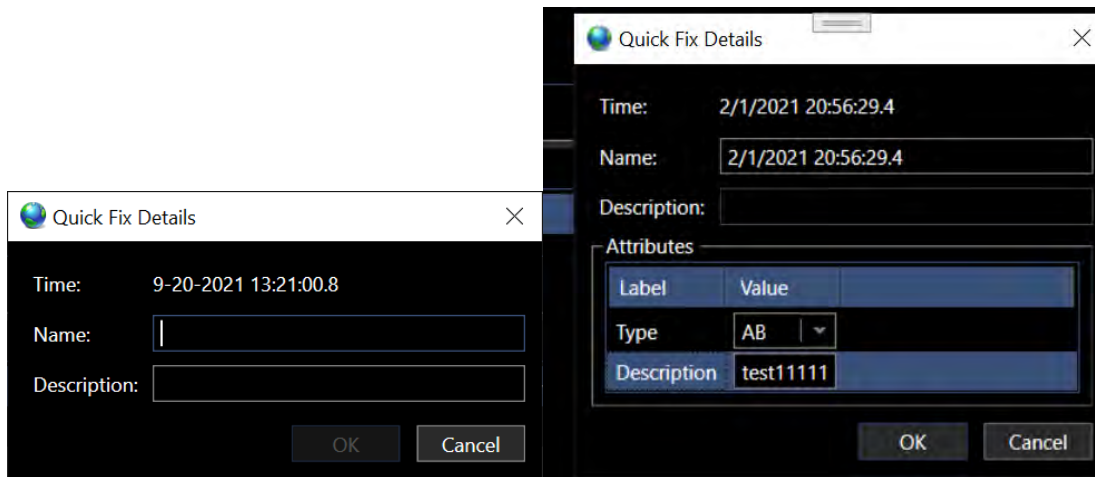 Quick Fix Details
Time: 9-20-2021 13:21:00.8
Name:
Description:
OK Cancel
Quick Fix Details
Time: 2/1/2021 20:56:29.4
Name: 2/1/2021 20:56:29.4
Description:
Attributes
Label Value
Type AB
Description test11111
OK Cancel